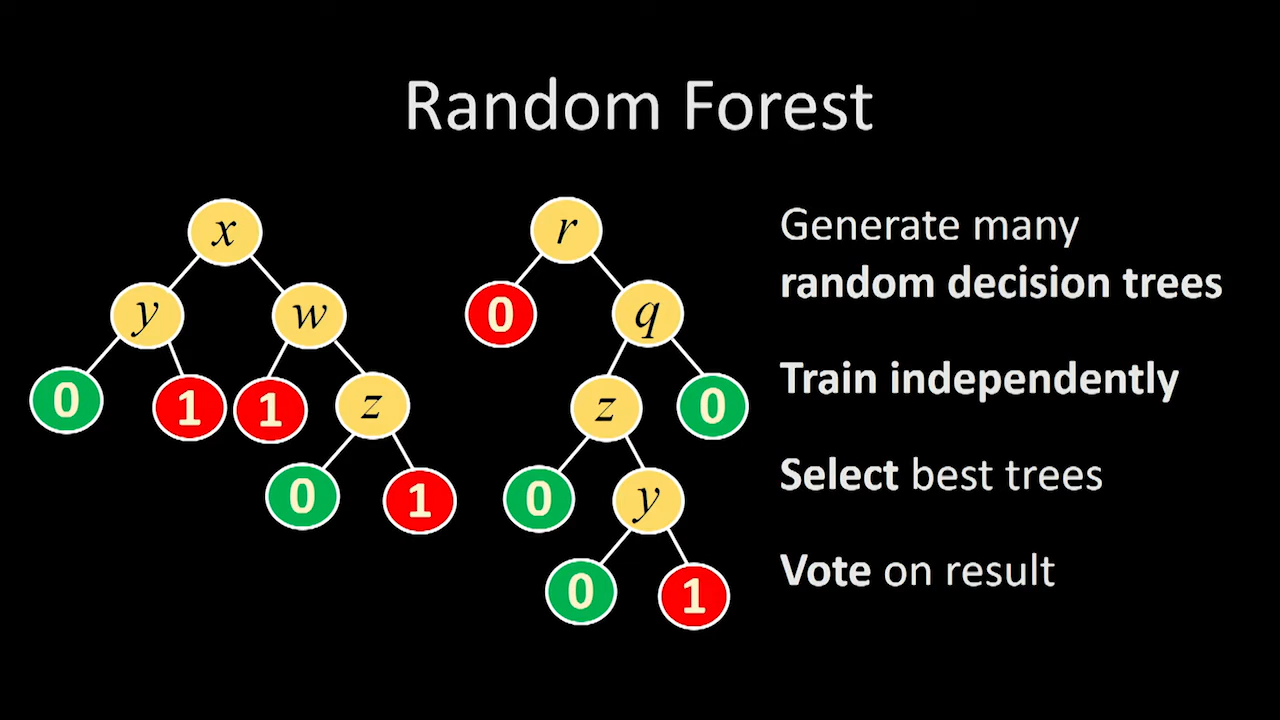 Random Forest
x
y
w
0
1
1
z
0
1
r
0
q
z
0
0
y
0
1
Generate many
random decision trees
Train independently
Select best trees
Vote on result